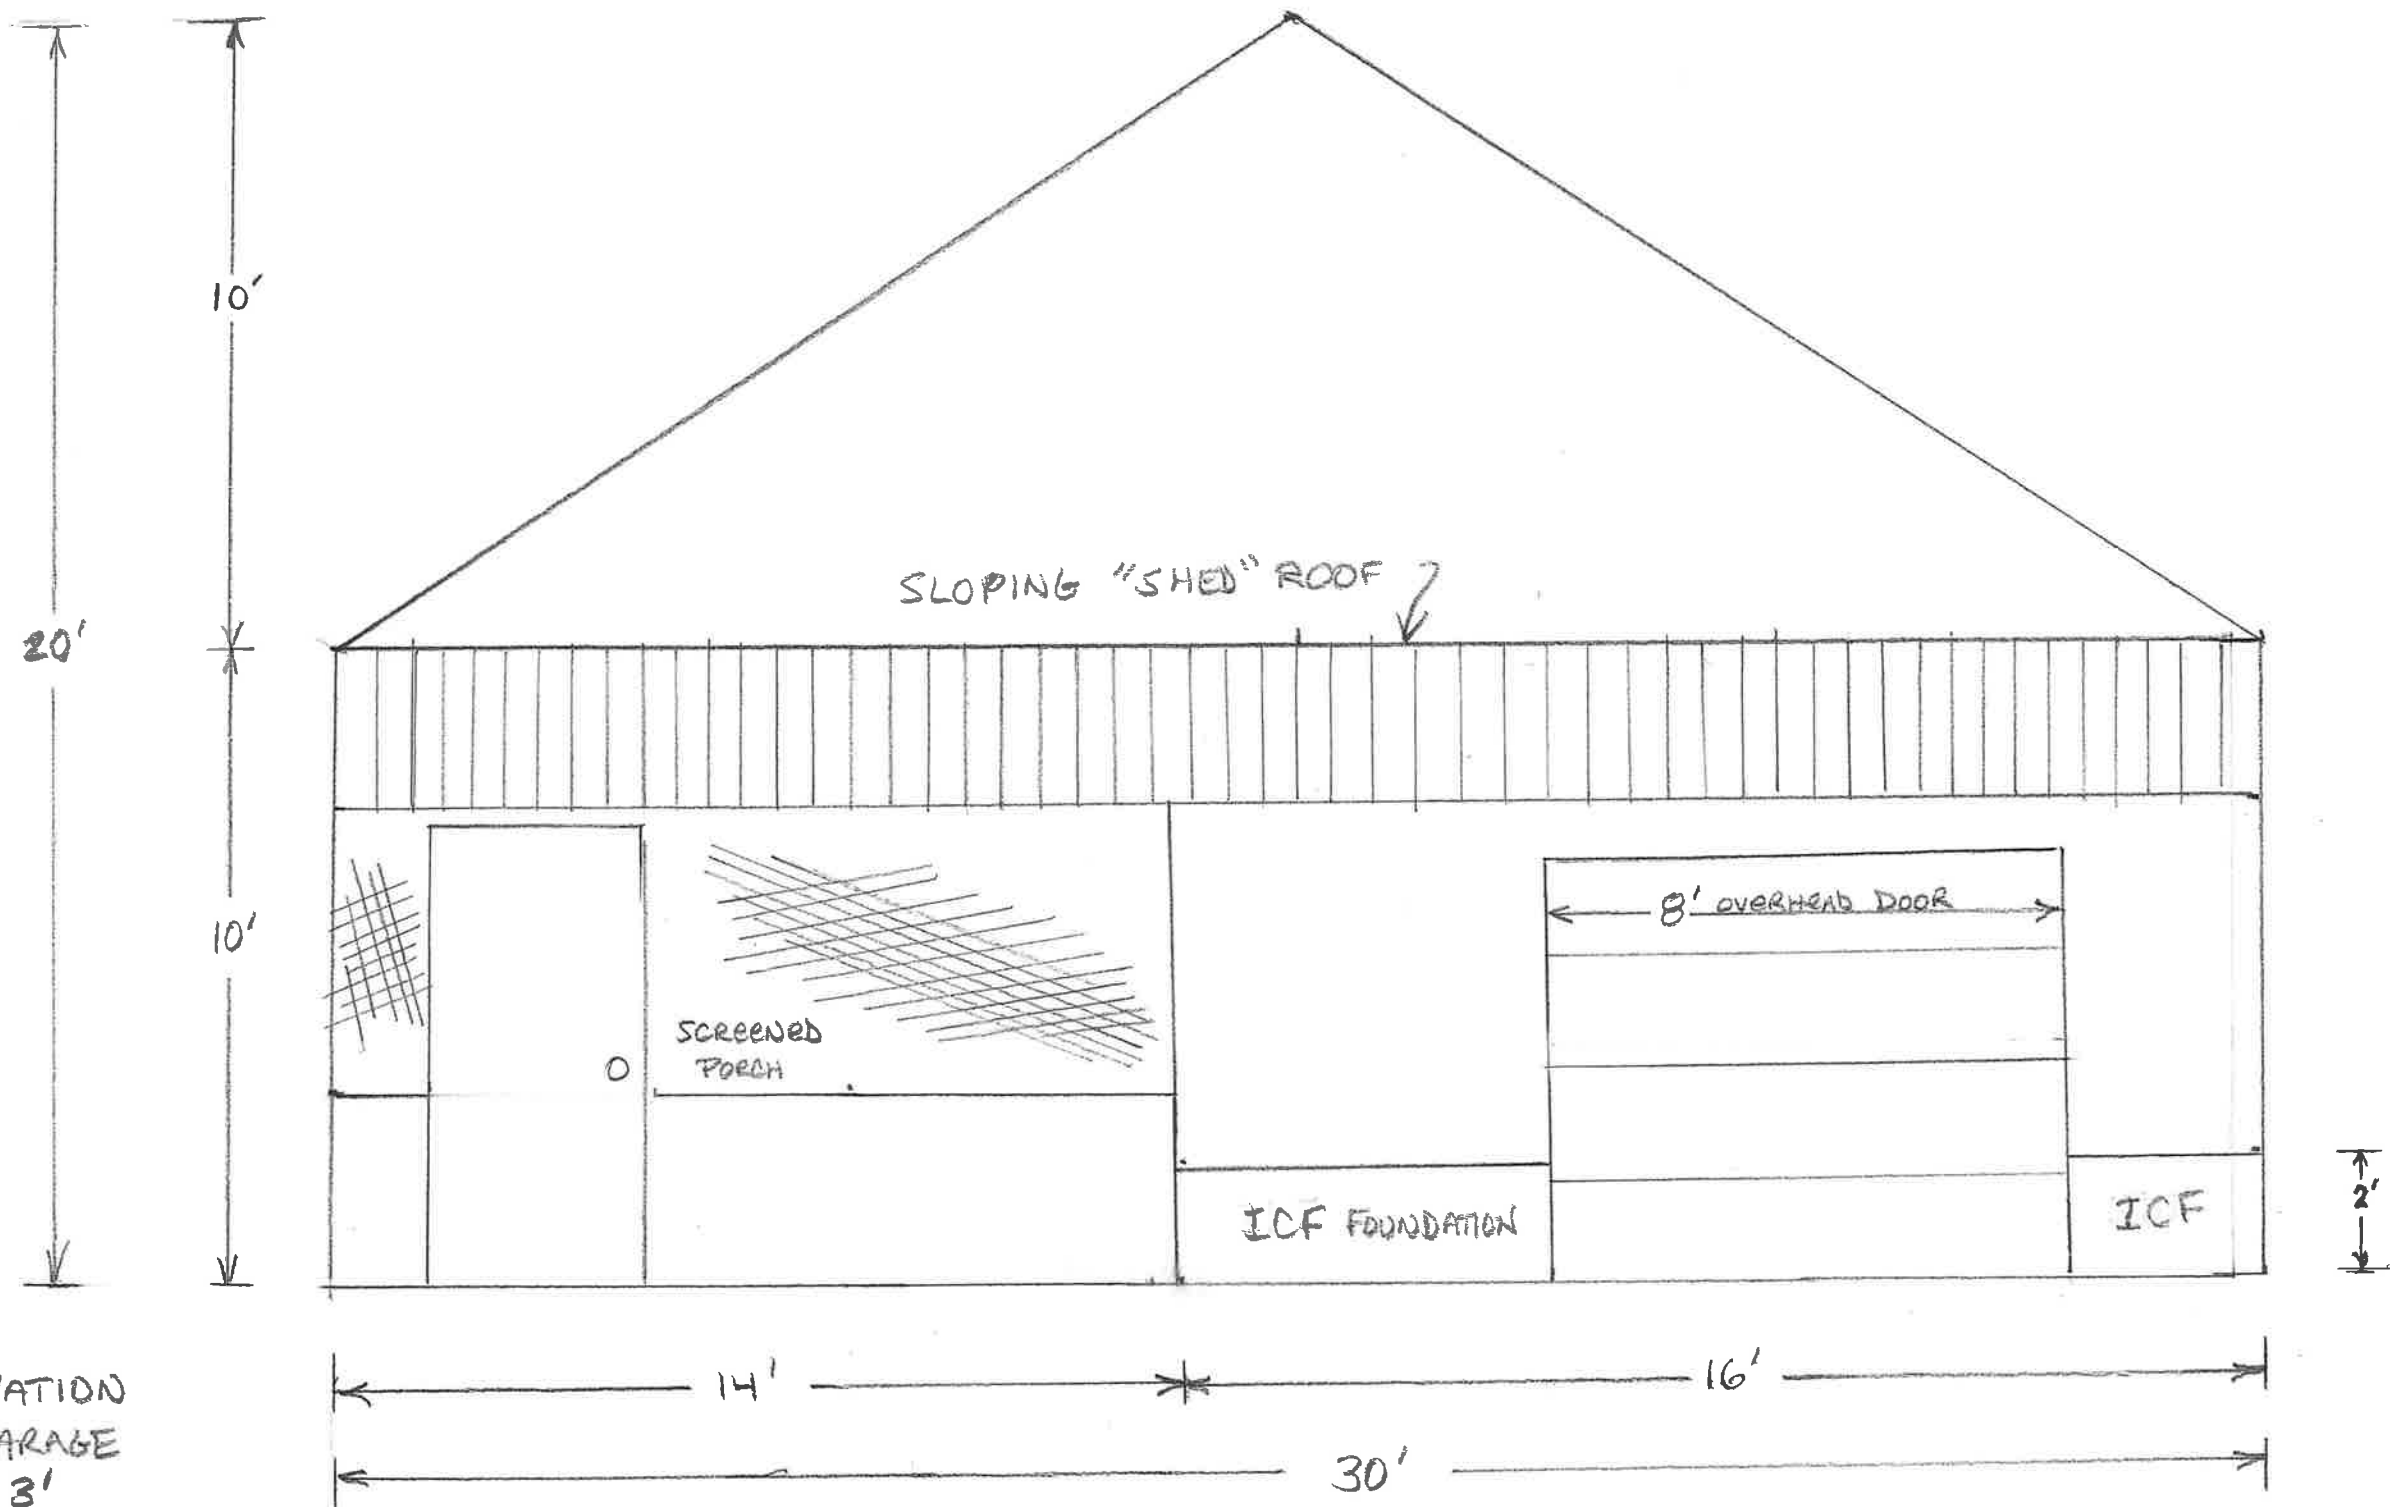 10'
20'
SLOPING "SHED" ROOF
10'
8' OVERHEAD DOOR
SCREENED
PORCH
ICF FOUNDATION
ICF
2'
14'
16'
30'
ATION
ARAGE
3'